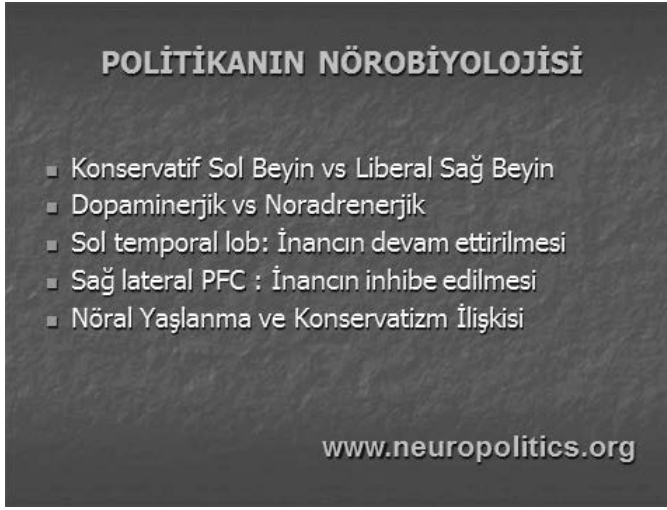 POLİTİKANIN NÖROBİYOLOJİSİ
Konservatif Sol Beyin vs Liberal Sağ Beyin
Dopaminerjik vs Noradrenerjik
Sol temporal lob: İnancın devam ettirilmesi
Sağ lateral PFC : İnancın inhibe edilmesi
Nöral Yaşlanma ve Konservatizm İlişkisi
www.neuropolitics.org